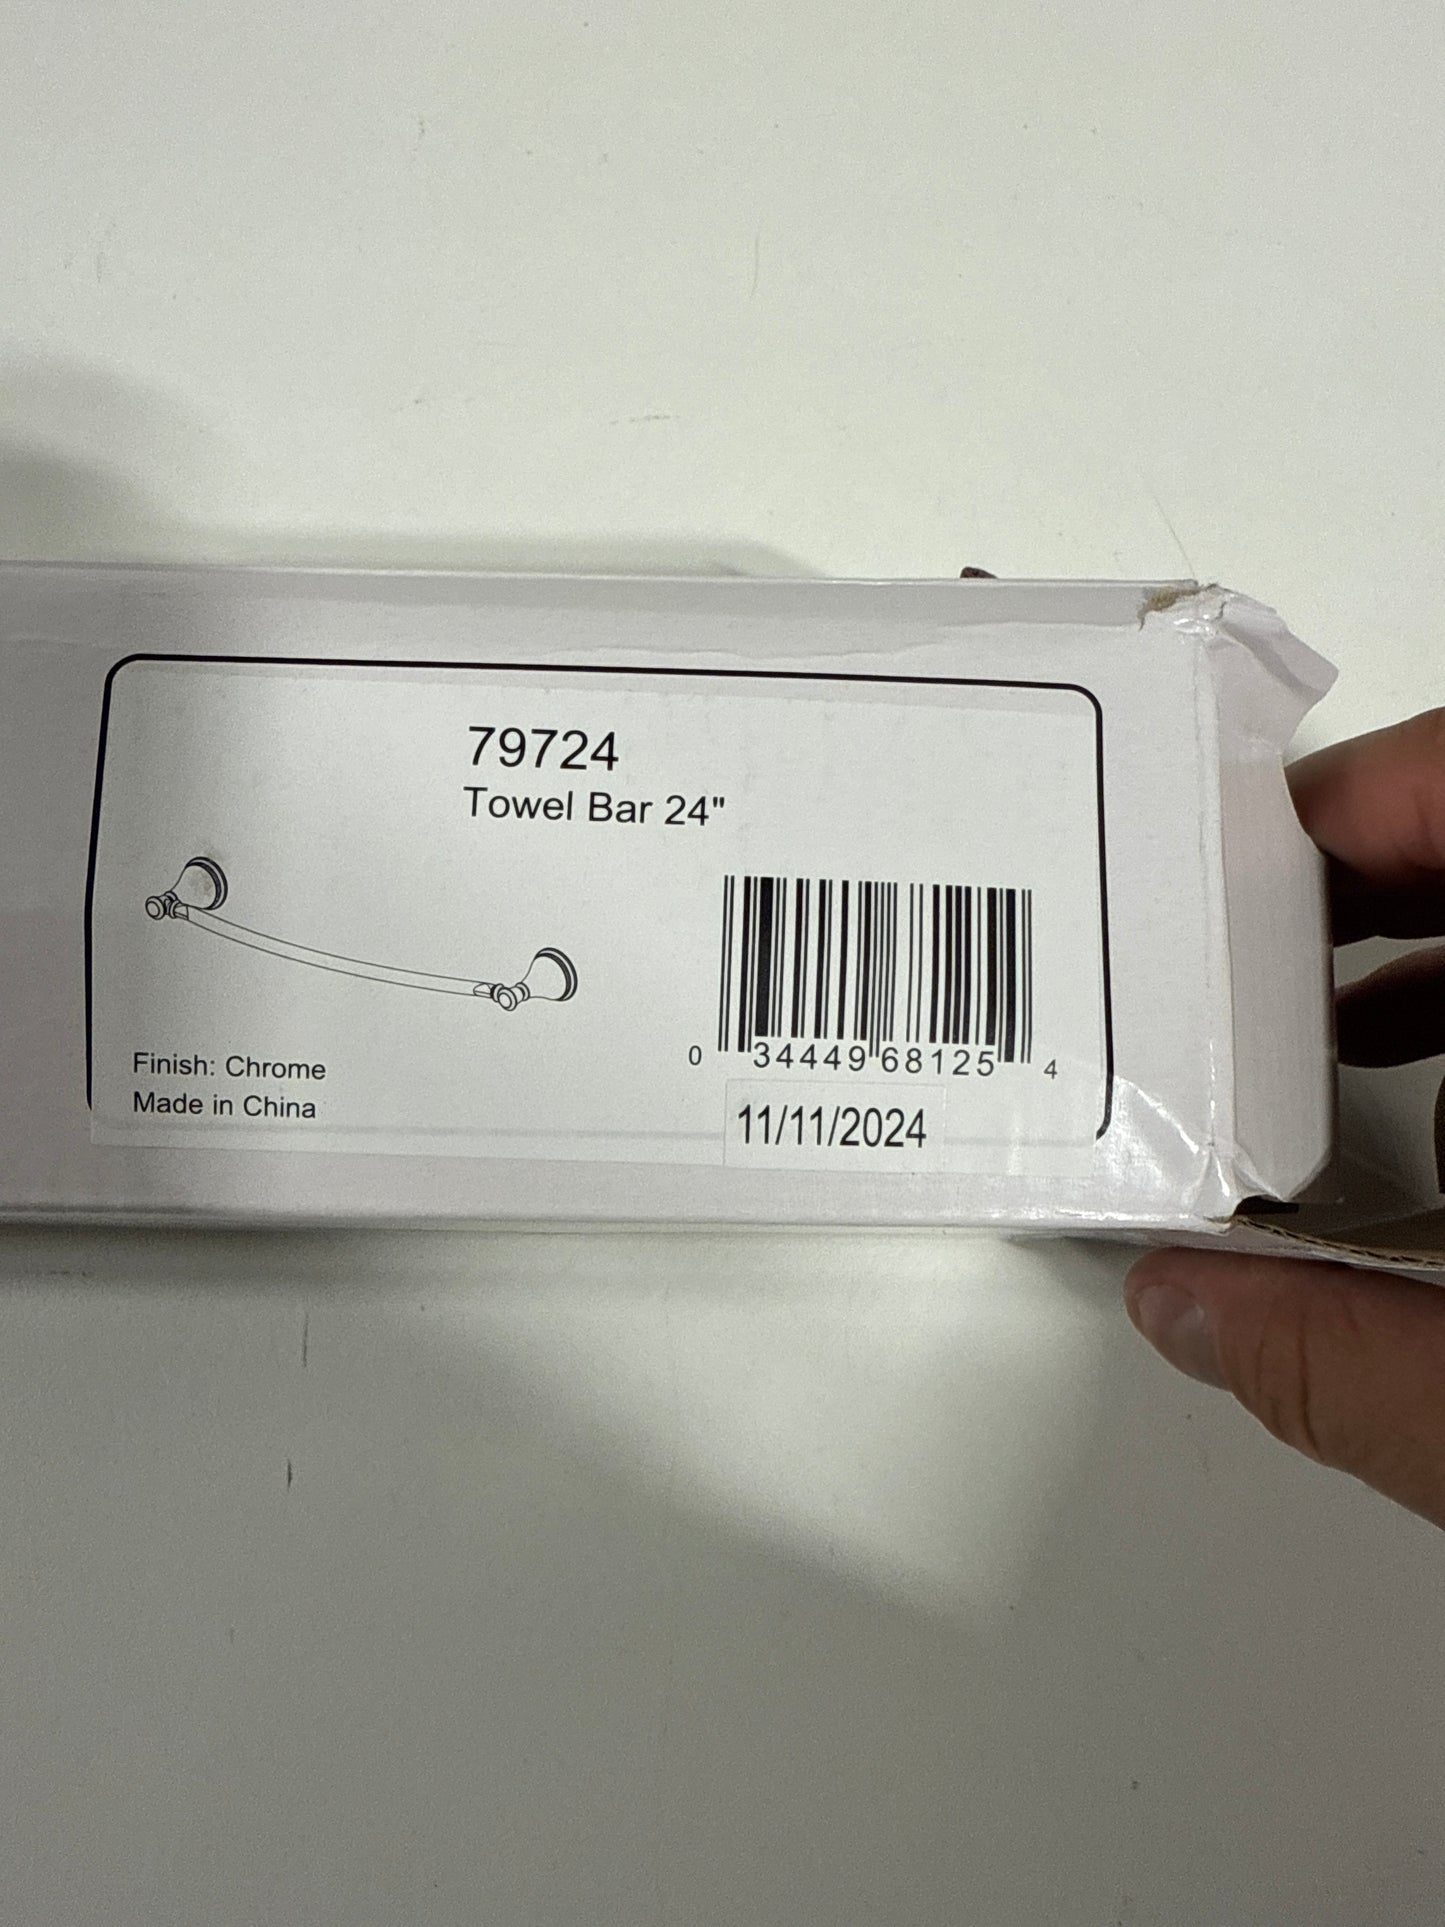 79724
Towel Bar 24"
Finish: Chrome
Made in China
0 34449 68125 4
11/11/2024